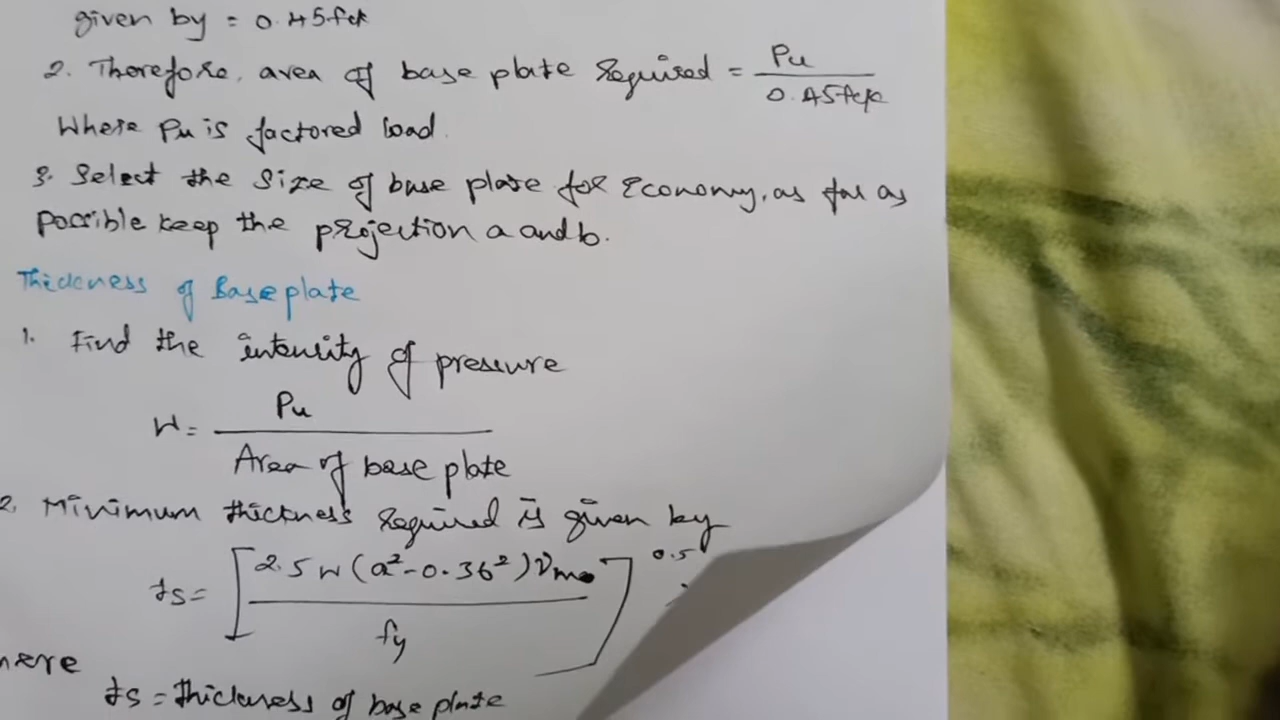 given by = 0.45fck
2. Therefore, area of base plate required = Pu / 0.45fck
Where Pu is factored load.
3. Select the size of base plate for Economy, as far as
possible keep the projection a and b.
Thickness of Base plate
1. Find the intensity of pressure
W = Pu / Area of base plate
2. Minimum thickness required is given by
ts = [2.5 W (a²-0.3b²) γmo / fy]^0.5
here
ts = thickness of base plate